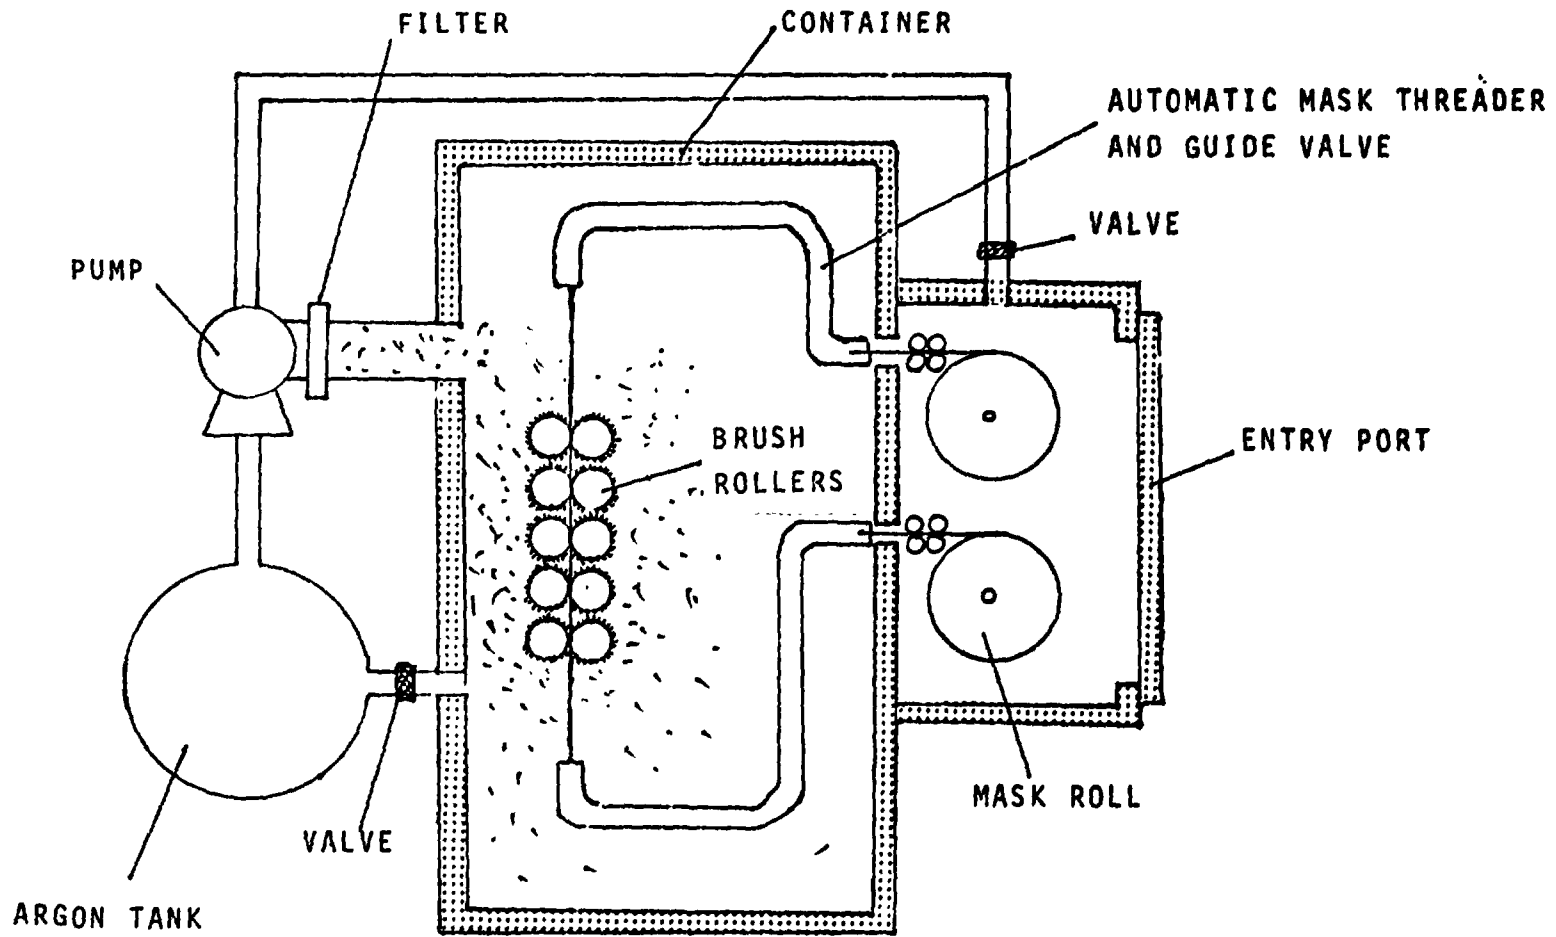 FILTER
CONTAINER
AUTOMATIC MASK THREADER
AND GUIDE VALVE
VALVE
PUMP
BRUSH
ROLLERS
ENTRY PORT
MASK ROLL
VALVE
ARGON TANK